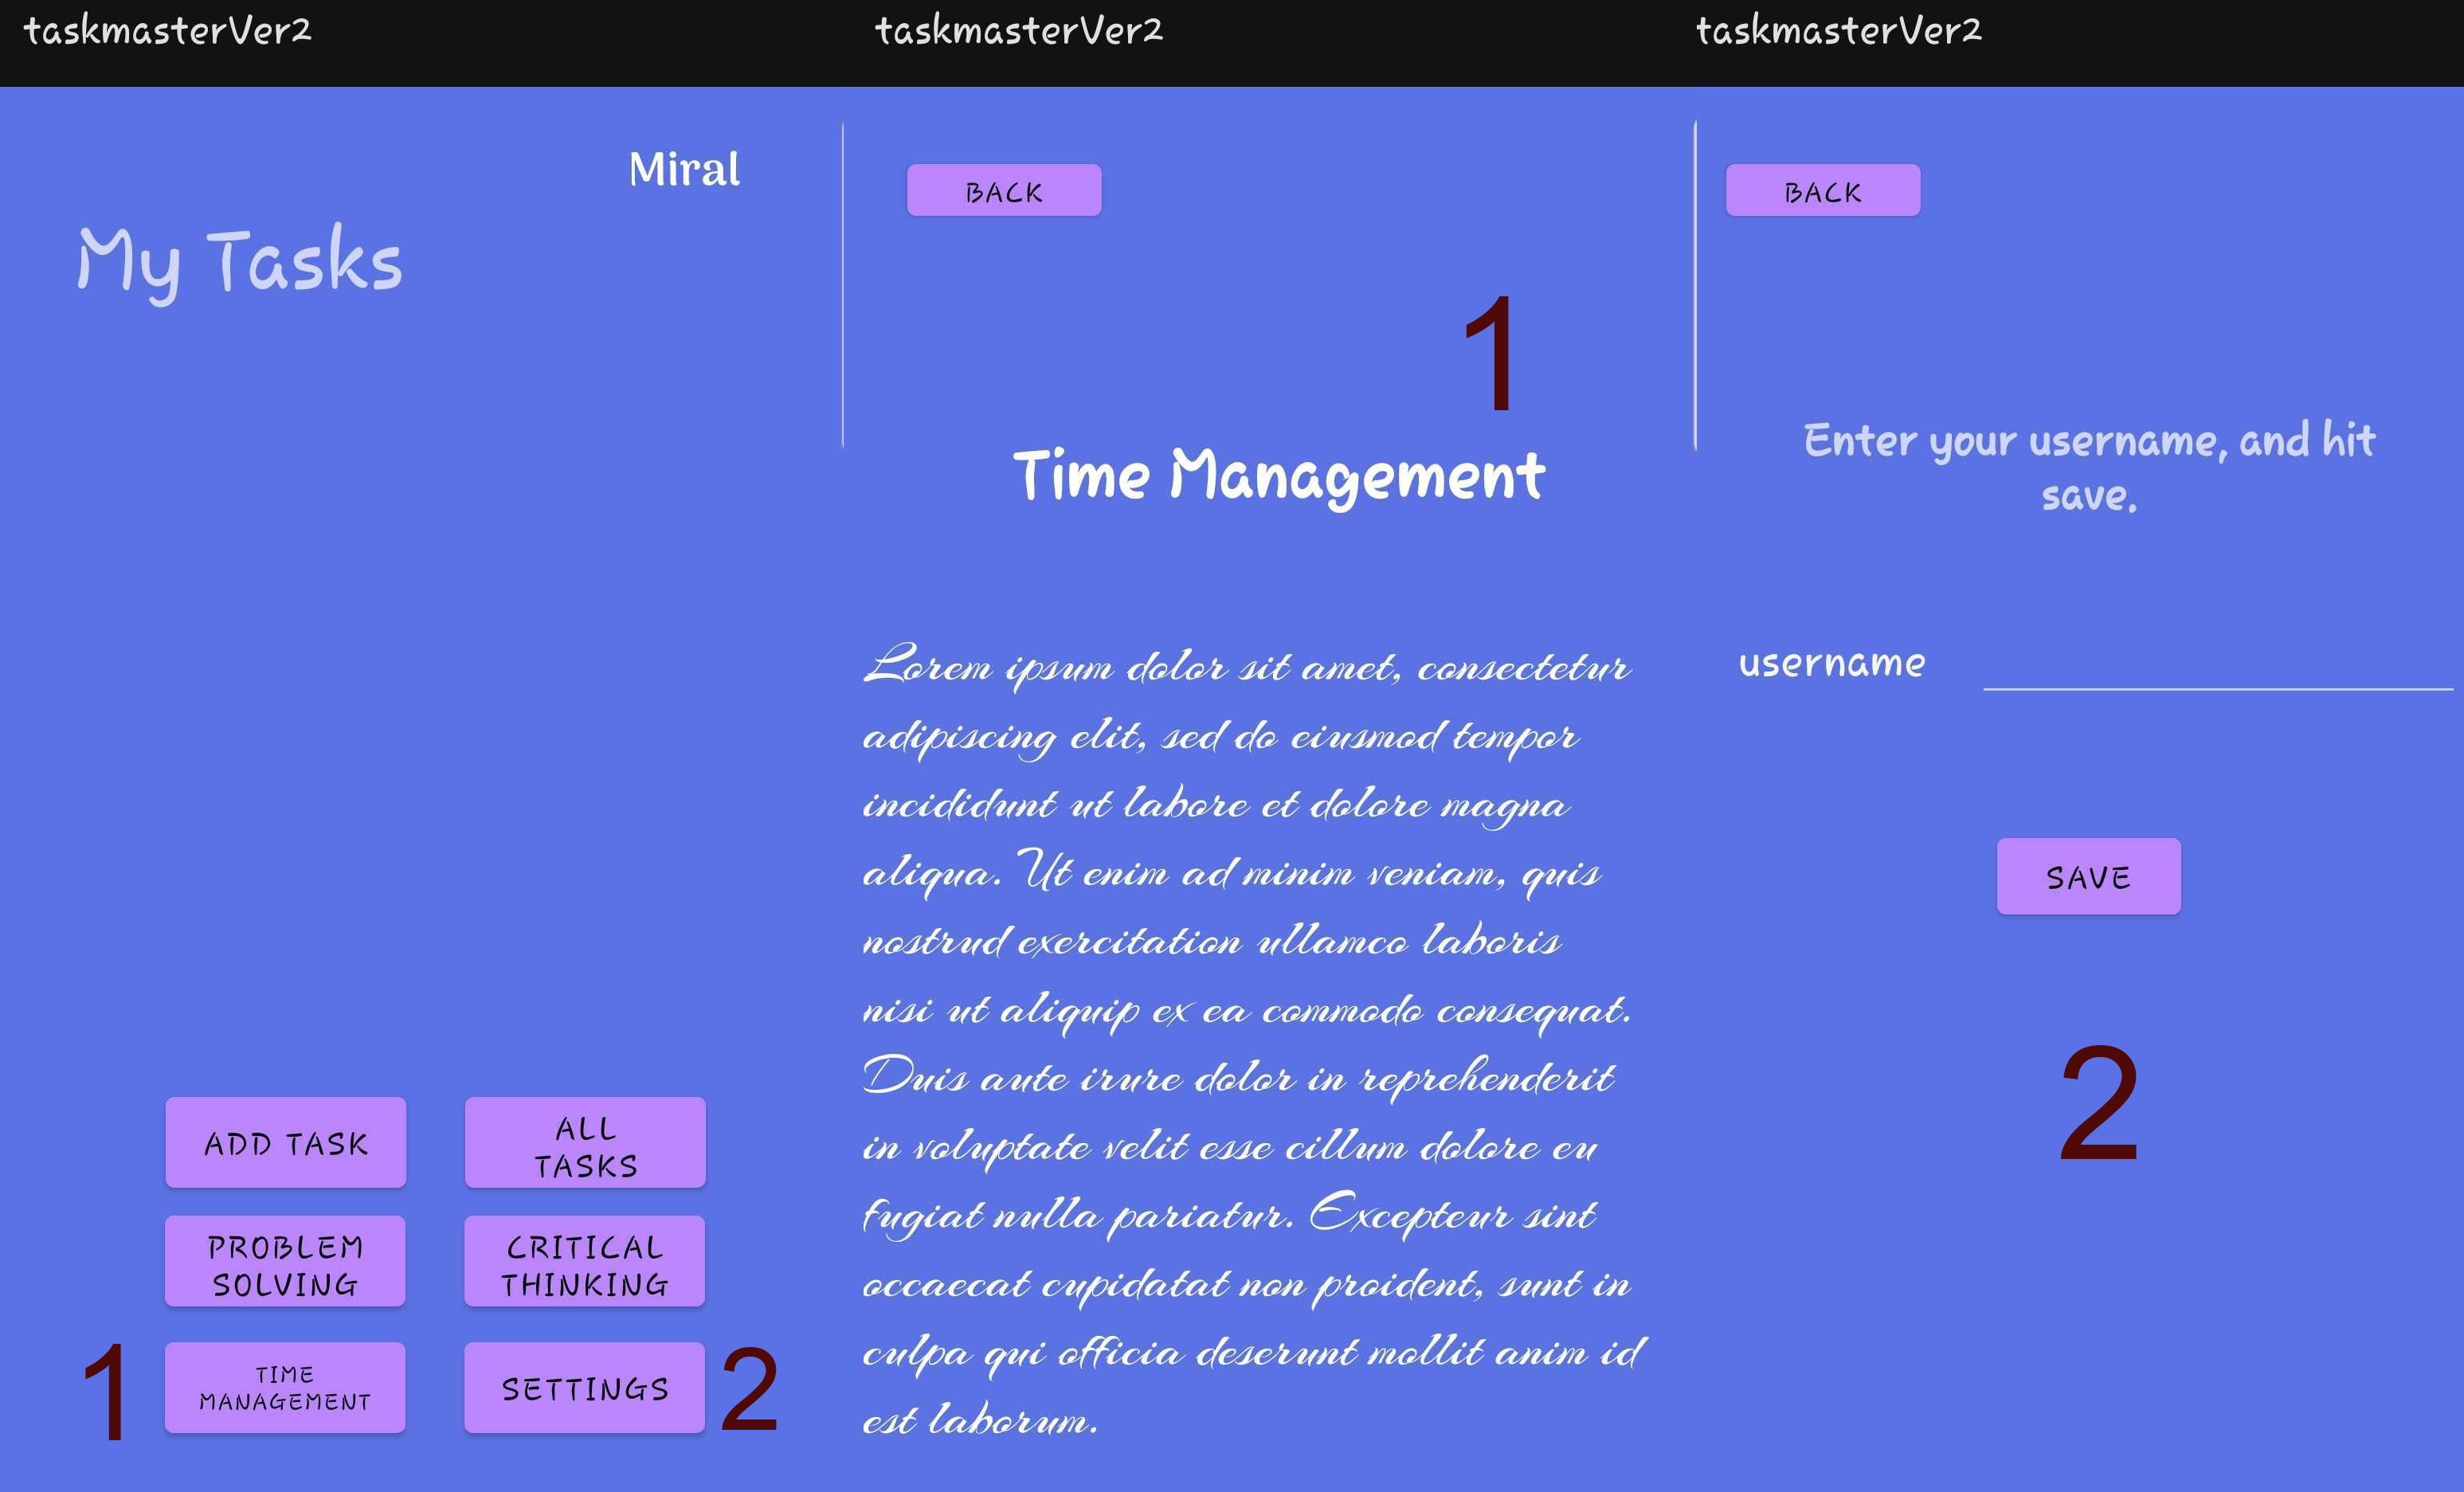 taskmasterVer2
Miral
My Tasks
ADD TASK
ALL
TASKS
PROBLEM
SOLVING
CRITICAL
THINKING
1
TIME
MANAGEMENT
SETTINGS
2
taskmasterVer2
BACK
1
Time Management
Lorem ipsum dolor sit amet, consectetur
adipiscing elit, sed do eiusmod tempor
incididunt ut labore et dolore magna
aliqua. Ut enim ad minim veniam, quis
nostrud exercitation ullamco laboris
nisi ut aliquip ex ea commodo consequat.
Duis aute irure dolor in reprehenderit
in voluptate velit esse cillum dolore eu
fugiat nulla pariatur. Excepteur sint
occaecat cupidatat non proident, sunt in
culpa qui officia deserunt mollit anim id
est laborum.
taskmasterVer2
BACK
Enter your username, and hit
save.
username
SAVE
2